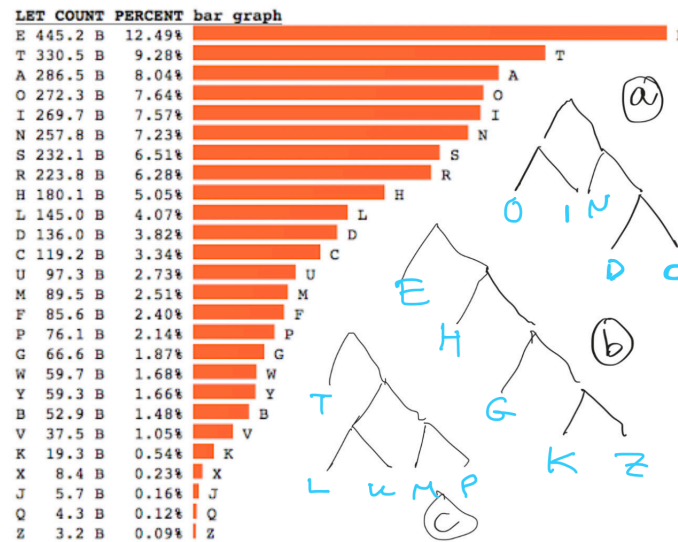 LET COUNT PERCENT bar graph
E 445.2 B 12.49% E
T 330.5 B 9.28% T
A 286.5 B 8.04% A
O 272.3 B 7.64% O
I 269.7 B 7.57% I
N 257.8 B 7.23% N
S 232.1 B 6.51% S
R 223.8 B 6.28% R
H 180.1 B 5.05% H
L 145.0 B 4.07% L
D 136.0 B 3.82% D
C 119.2 B 3.34% C
U 97.3 B 2.73% U
M 89.5 B 2.51% M
F 85.6 B 2.40% F
P 76.1 B 2.14% P
G 66.6 B 1.87% G
W 59.7 B 1.68% W
Y 59.3 B 1.66% Y
B 52.9 B 1.48% B
V 37.5 B 1.05% V
K 19.3 B 0.54% K
X 8.4 B 0.23% X
J 5.7 B 0.16% J
Q 4.3 B 0.12% Q
Z 3.2 B 0.09% Z
a
O I N
D C
E
H
b
G
K Z
T
L U M P
c